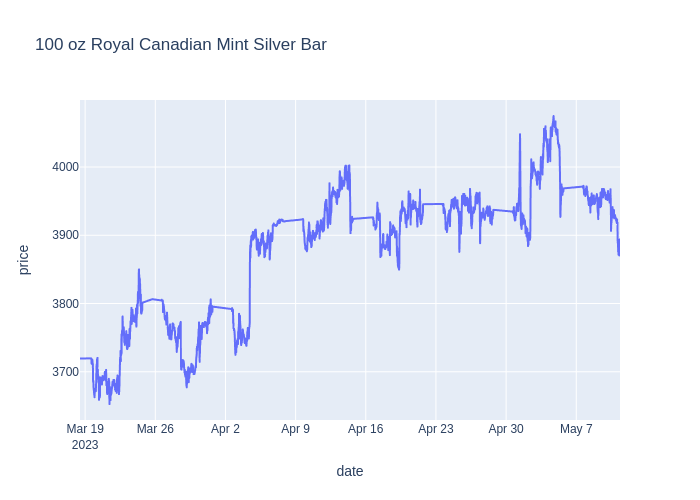 100 oz Royal Canadian Mint Silver Bar
price
4000
3900
3800
3700
Mar 19 Mar 26 Apr 2 Apr 9 Apr 16 Apr 23 Apr 30 May 7
2023
date